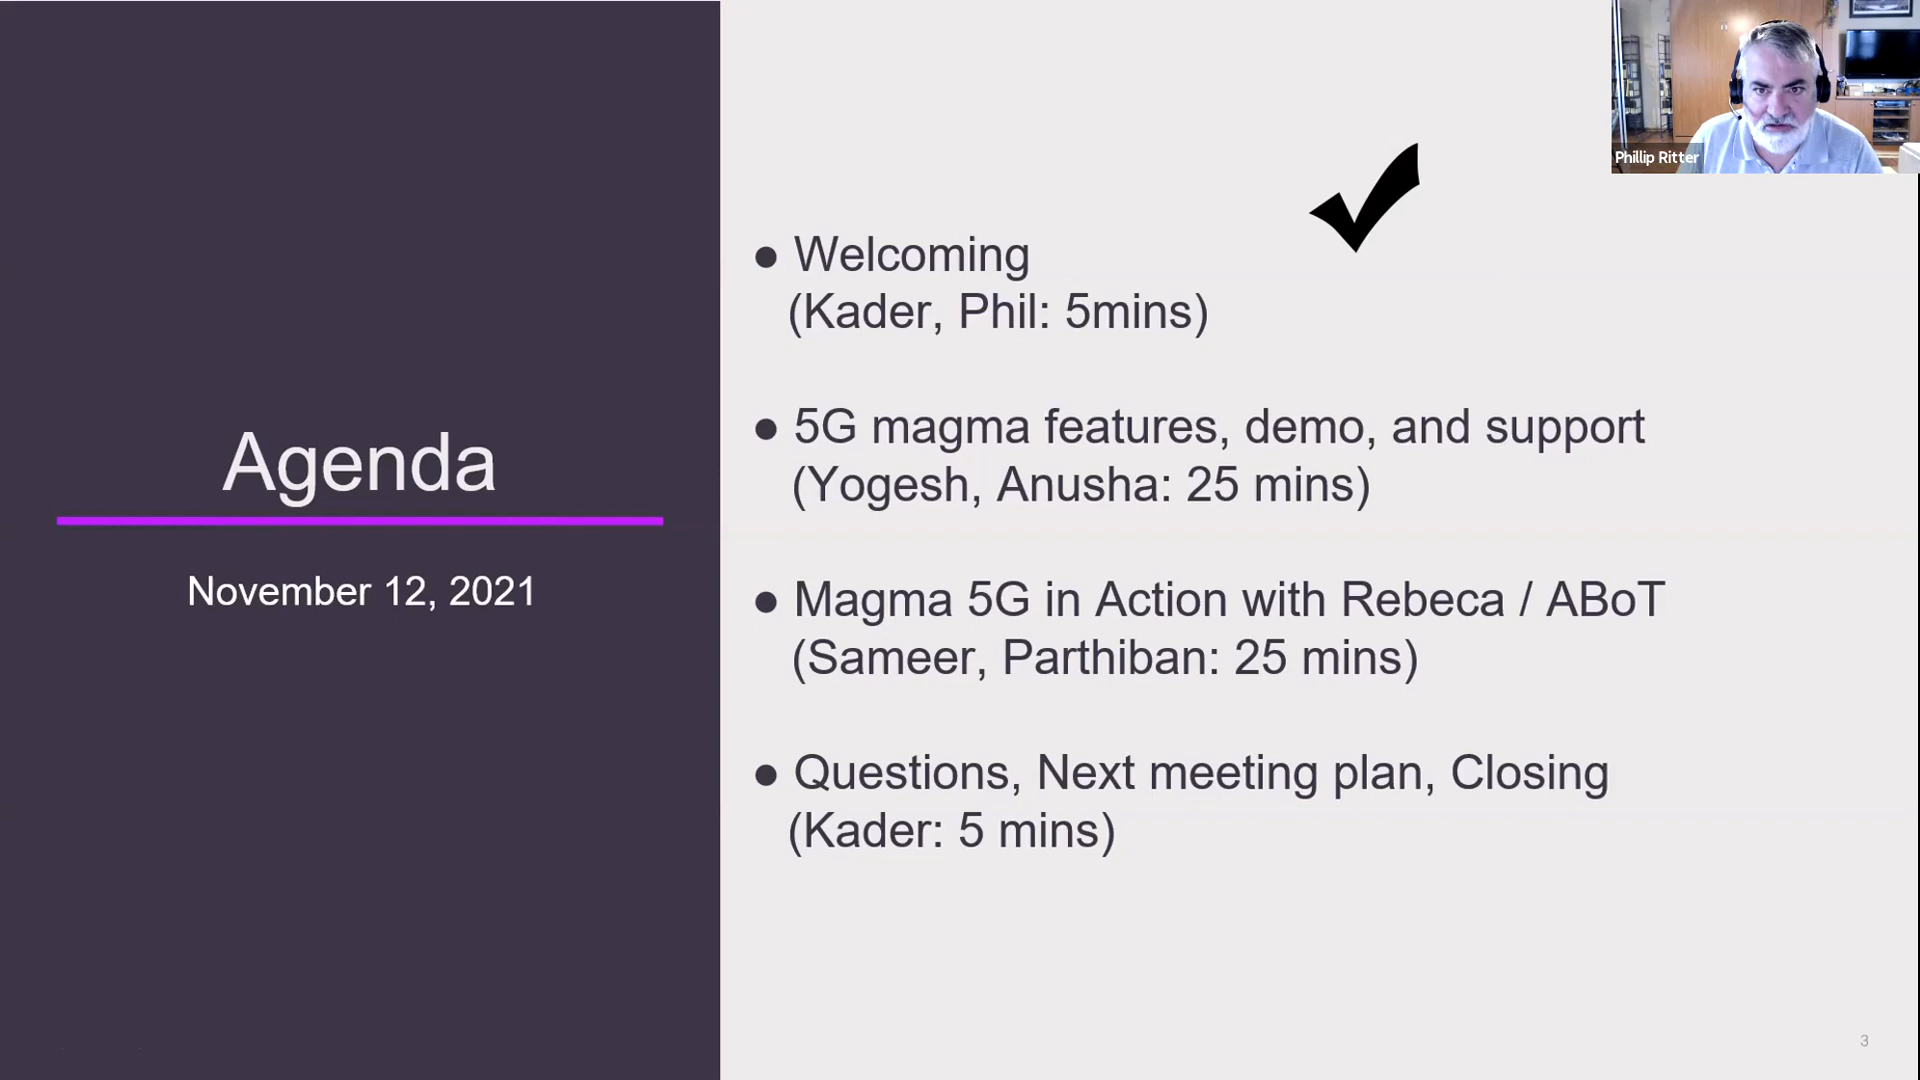 Agenda
November 12, 2021
● Welcoming
(Kader, Phil: 5mins)
● 5G magma features, demo, and support
(Yogesh, Anusha: 25 mins)
● Magma 5G in Action with Rebeca / ABoT
(Sameer, Parthiban: 25 mins)
● Questions, Next meeting plan, Closing
(Kader: 5 mins)
Phillip Ritter
3